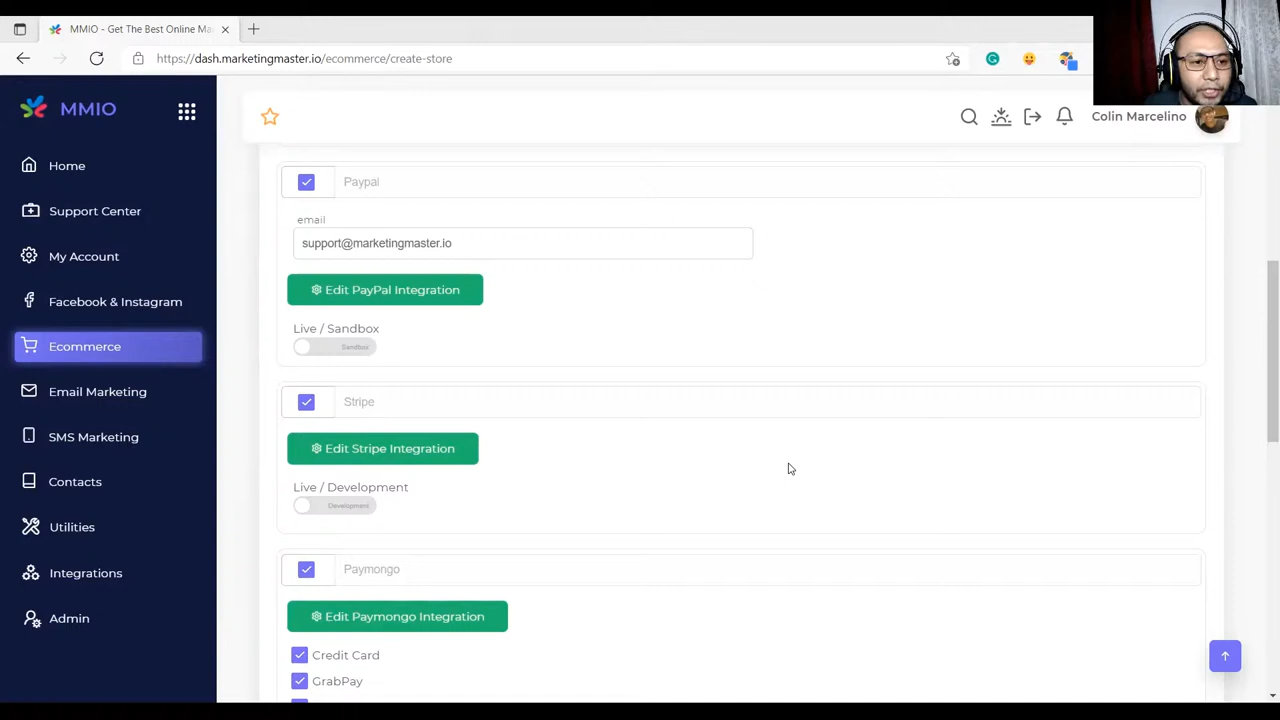 MMIO - Get The Best Online Ma
https://dash.marketingmaster.io/ecommerce/create-store
MMIO
Colin Marcelino
Home
Support Center
My Account
Facebook & Instagram
Ecommerce
Email Marketing
SMS Marketing
Contacts
Utilities
Integrations
Admin
Paypal
email
support@marketingmaster.io
Edit PayPal Integration
Live / Sandbox
Sandbox
Stripe
Edit Stripe Integration
Live / Development
Development
Paymongo
Edit Paymongo Integration
Credit Card
GrabPay